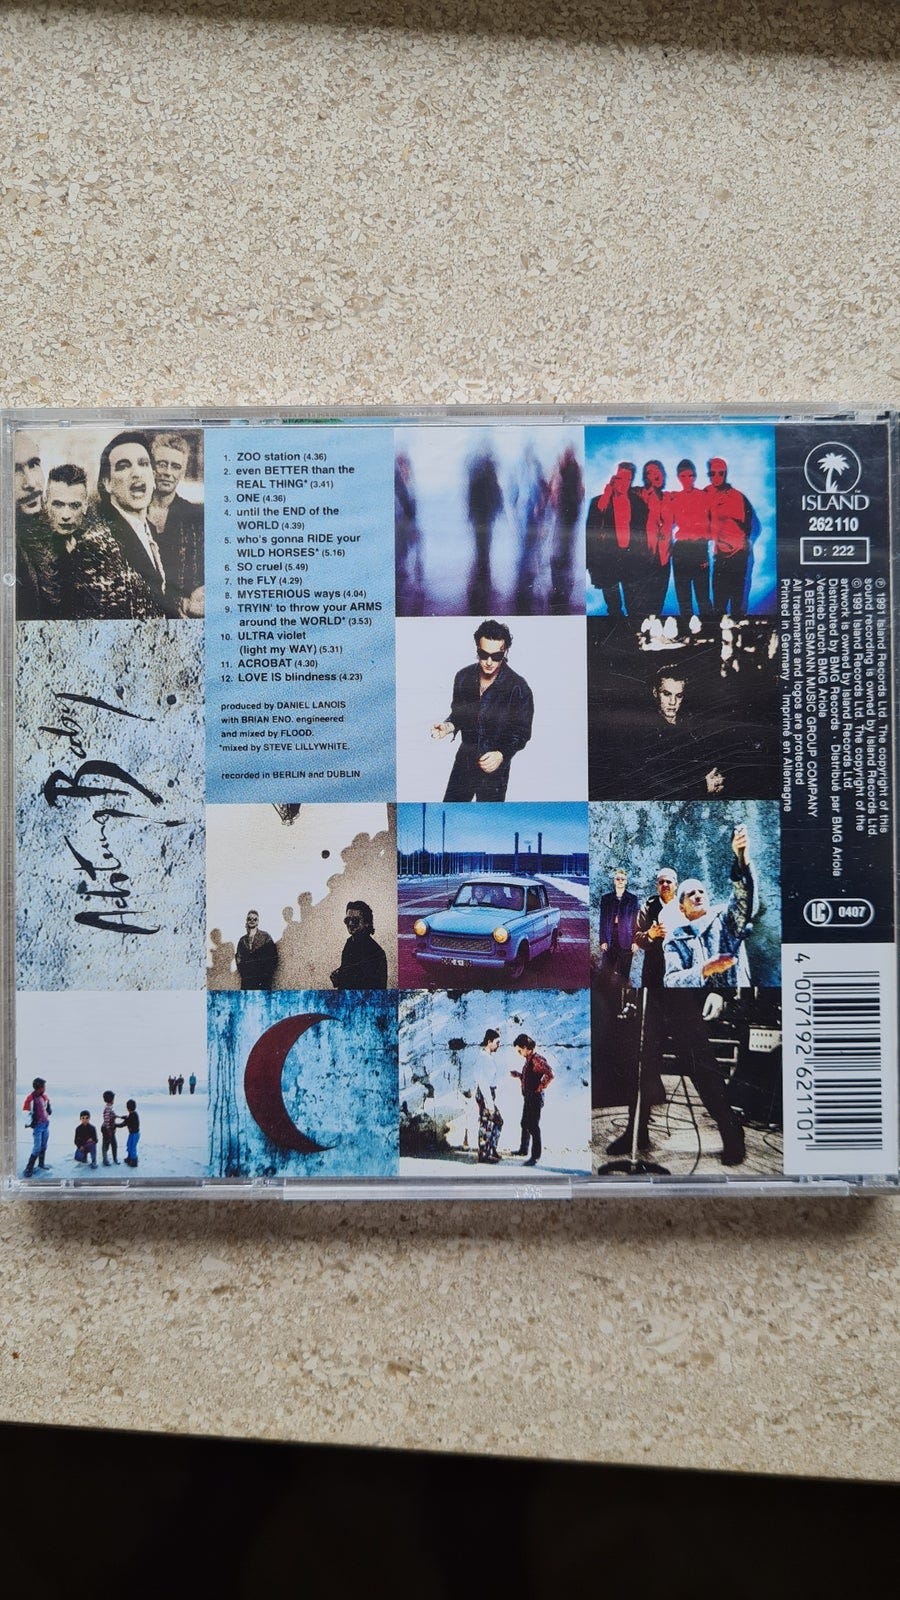 1. ZOO station (4.36)
2. even BETTER than the
REAL THING* (3.41)
3. ONE (4.36)
4. until the END of the
WORLD (4.39)
5. who's gonna RIDE your
WILD HORSES* (5.16)
6. SO cruel (5.49)
7. the FLY (4.29)
8. MYSTERIOUS ways (4.04)
9. TRYIN' to throw your ARMS
around the WORLD* (3.53)
10. ULTRA violet
(light my WAY) (5.31)
11. ACROBAT (4.30)
12. LOVE IS blindness (4.23)
produced by DANIEL LANOIS
with BRIAN ENO. engineered
and mixed by FLOOD.
*mixed by STEVE LILLYWHITE.
recorded in BERLIN and DUBLIN
Achtung Baby
ISLAND
262 110
D: 222
℗ 1991 Island Records Ltd. The copyright of this
sound recording is owned by Island Records Ltd.
© 1991 Island Records Ltd. The copyright of the
artwork is owned by Island Records Ltd
Distributed by BMG Records · Distribué par BMG Ariola
Vertrieb durch BMG Ariola
A BERTELSMANN MUSIC GROUP COMPANY
All trademarks and logos are protected
Printed in Germany · Imprimé en Allemagne
LC 0407
4 007192 621101